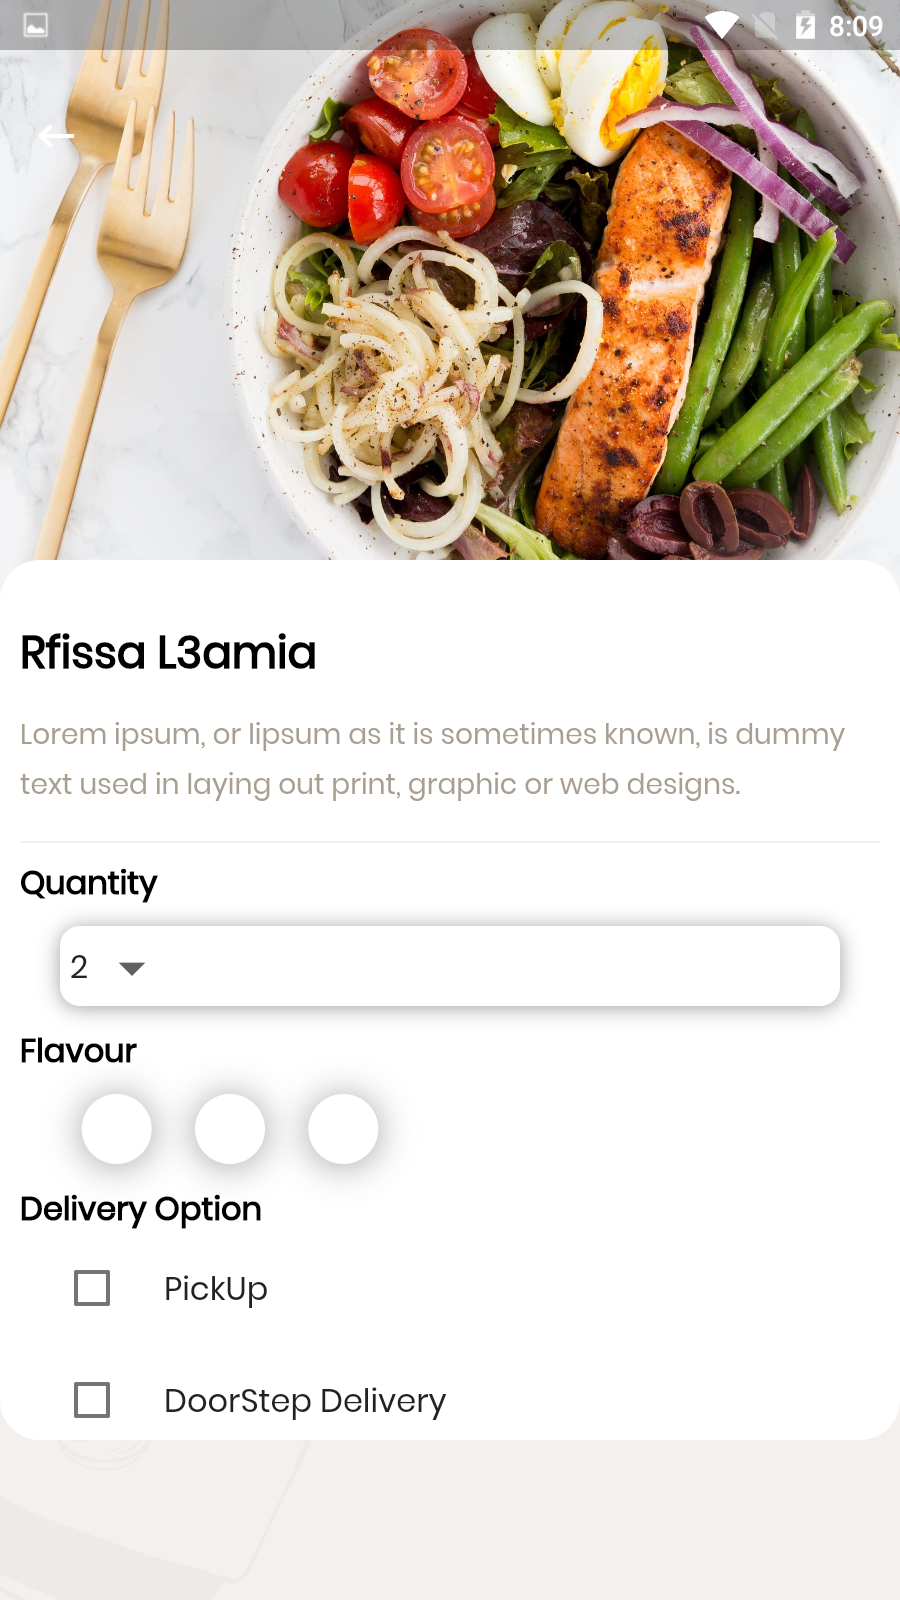 8:09
Rfissa L3amia
Lorem ipsum, or lipsum as it is sometimes known, is dummy
text used in laying out print, graphic or web designs.
Quantity
2
Flavour
Delivery Option
PickUp
DoorStep Delivery